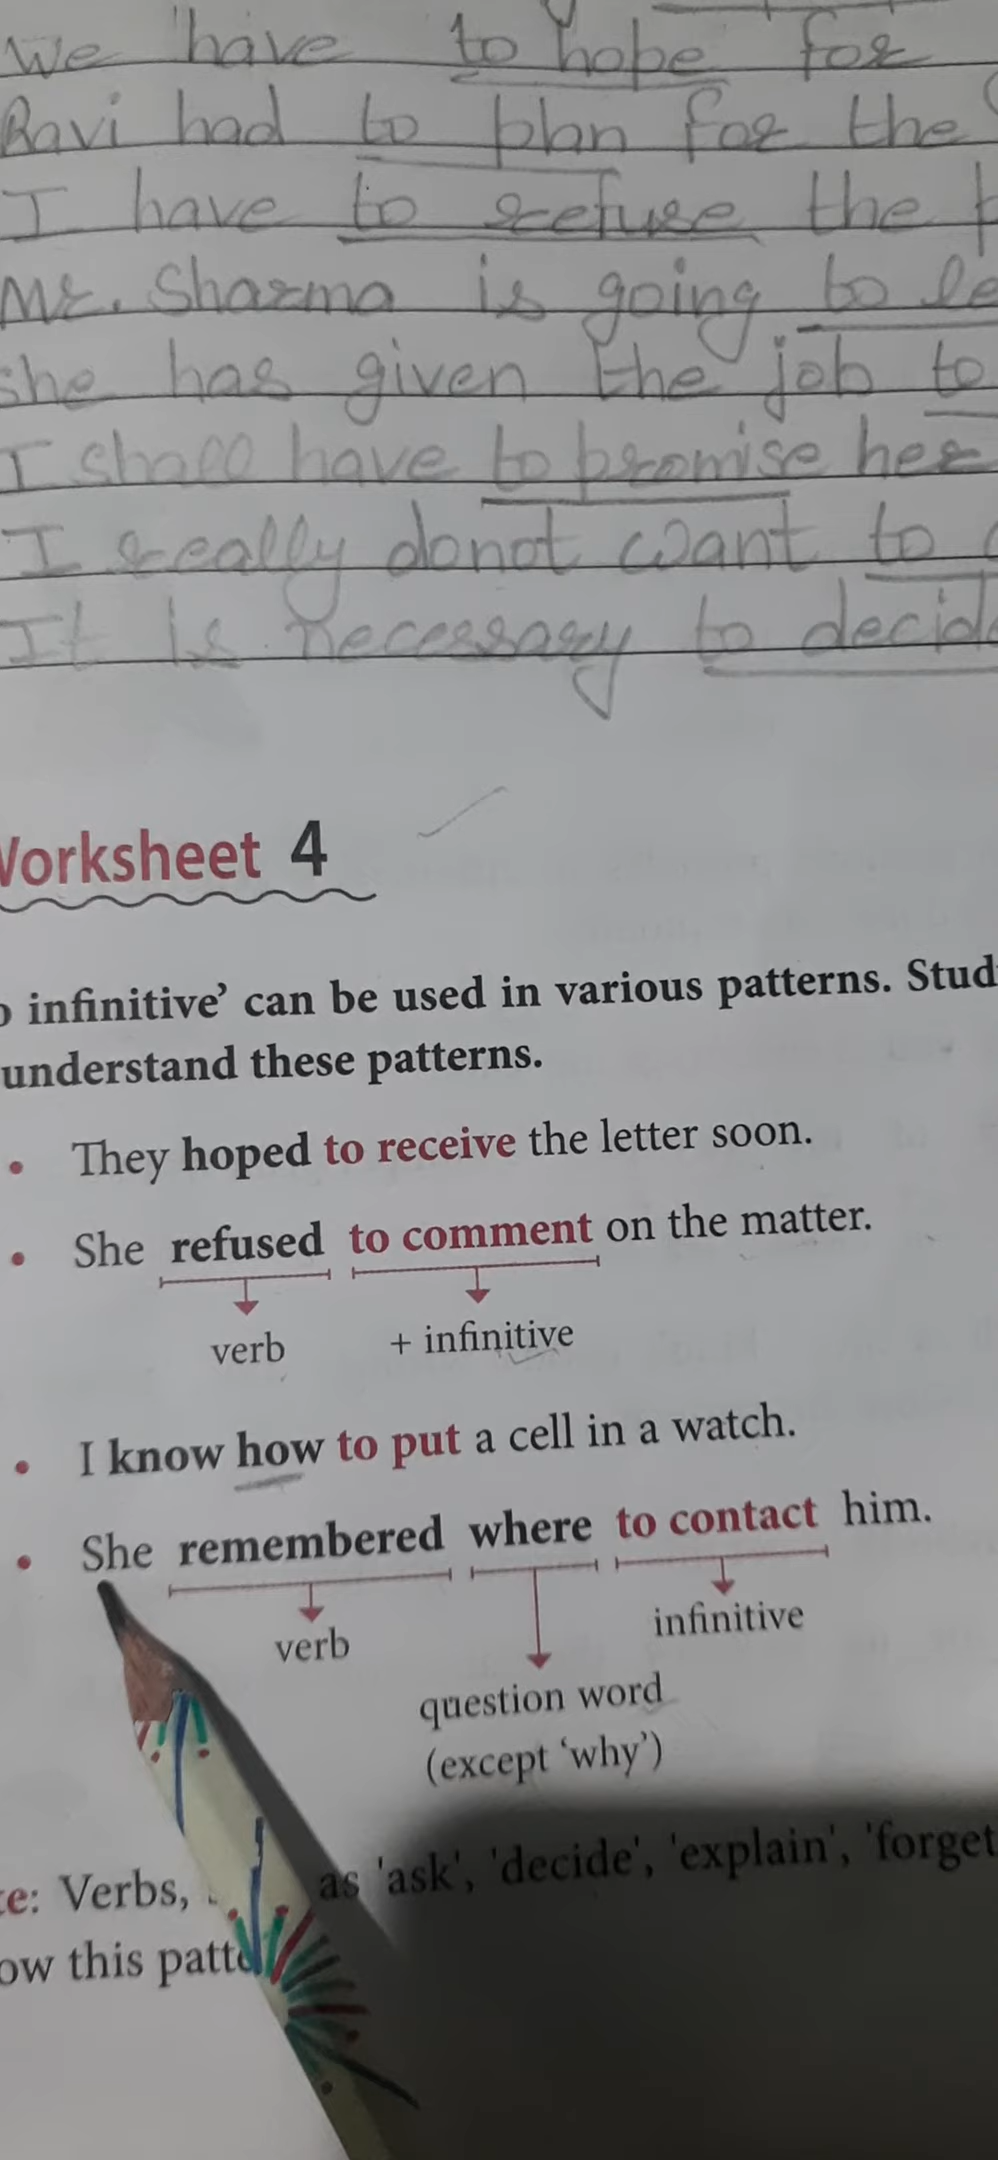 We have to hope for
Ravi had to plan for the
I have to refuse the
Mr. Sharma is going to le
she has given the job to
I shall have to promise her
I really donot want to
It is necessary to decid
Worksheet 4
o infinitive' can be used in various patterns. Stud
understand these patterns.
• They hoped to receive the letter soon.
• She refused to comment on the matter.
verb + infinitive
• I know how to put a cell in a watch.
• She remembered where to contact him.
verb infinitive
question word
(except 'why')
te: Verbs, as 'ask', 'decide', 'explain', 'forget
ow this patte